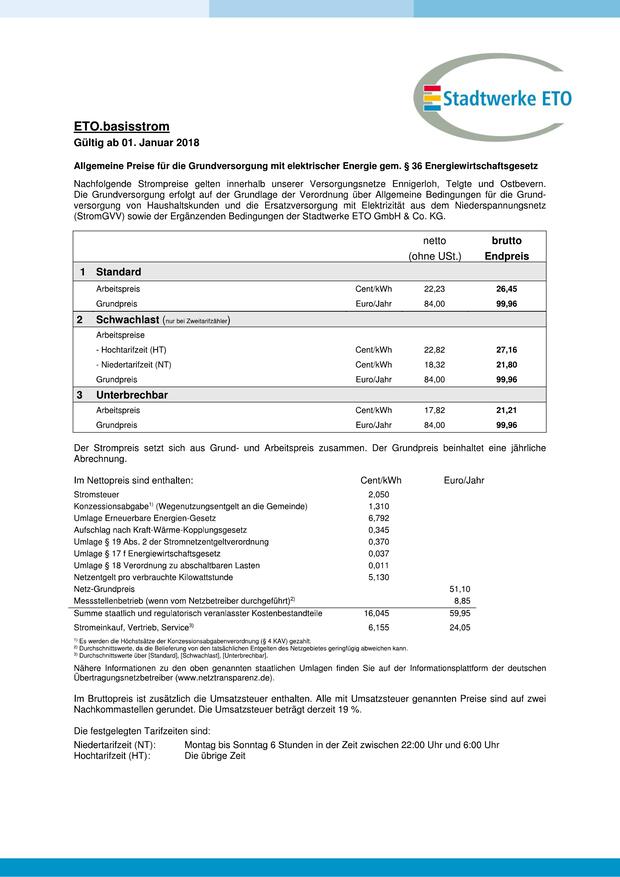 Stadtwerke ETO
ETO.basisstrom
Gültig ab 01. Januar 2018
Allgemeine Preise für die Grundversorgung mit elektrischer Energie gem. § 36 Energiewirtschaftsgesetz
Nachfolgende Strompreise gelten innerhalb unserer Versorgungsnetze Ennigerloh, Telgte und Ostbevern.
Die Grundversorgung erfolgt auf der Grundlage der Verordnung über Allgemeine Bedingungen für die Grund-
versorgung von Haushaltskunden und die Ersatzversorgung mit Elektrizität aus dem Niederspannungsnetz
(StromGVV) sowie der Ergänzenden Bedingungen der Stadtwerke ETO GmbH & Co. KG.
netto brutto
(ohne USt.) Endpreis
1 Standard
Arbeitspreis Cent/kWh 22,23 26,45
Grundpreis Euro/Jahr 84,00 99,96
2 Schwachlast (nur bei Zweitarifzähler)
Arbeitspreise
- Hochtarifzeit (HT) Cent/kWh 22,82 27,16
- Niedertarifzeit (NT) Cent/kWh 18,32 21,80
Grundpreis Euro/Jahr 84,00 99,96
3 Unterbrechbar
Arbeitspreis Cent/kWh 17,82 21,21
Grundpreis Euro/Jahr 84,00 99,96
Der Strompreis setzt sich aus Grund- und Arbeitspreis zusammen. Der Grundpreis beinhaltet eine jährliche
Abrechnung.
Im Nettopreis sind enthalten: Cent/kWh Euro/Jahr
Stromsteuer 2,050
Konzessionsabgabe1) (Wegenutzungsentgelt an die Gemeinde) 1,310
Umlage Erneuerbare Energien-Gesetz 6,792
Aufschlag nach Kraft-Wärme-Kopplungsgesetz 0,345
Umlage § 19 Abs. 2 der Stromnetzentgeltverordnung 0,370
Umlage § 17 f Energiewirtschaftsgesetz 0,037
Umlage § 18 Verordnung zu abschaltbaren Lasten 0,011
Netzentgelt pro verbrauchte Kilowattstunde 5,130
Netz-Grundpreis 51,10
Messstellenbetrieb (wenn vom Netzbetreiber durchgeführt)2) 8,85
Summe staatlich und regulatorisch veranlasster Kostenbestandteile 16,045 59,95
Stromeinkauf, Vertrieb, Service3) 6,155 24,05
1) Es werden die Höchstsätze der Konzessionsabgabenverordnung (§ 4 KAV) gezahlt.
2) Durchschnittswerte, da die Belieferung von den tatsächlichen Entgelten des Netzgebietes geringfügig abweichen kann.
3) Durchschnittswerte über [Standard], [Schwachlast], [Unterbrechbar].
Nähere Informationen zu den oben genannten staatlichen Umlagen finden Sie auf der Informationsplattform der deutschen
Übertragungsnetzbetreiber (www.netztransparenz.de).
Im Bruttopreis ist zusätzlich die Umsatzsteuer enthalten. Alle mit Umsatzsteuer genannten Preise sind auf zwei
Nachkommastellen gerundet. Die Umsatzsteuer beträgt derzeit 19 %.
Die festgelegten Tarifzeiten sind:
Niedertarifzeit (NT): Montag bis Sonntag 6 Stunden in der Zeit zwischen 22:00 Uhr und 6:00 Uhr
Hochtarifzeit (HT): Die übrige Zeit